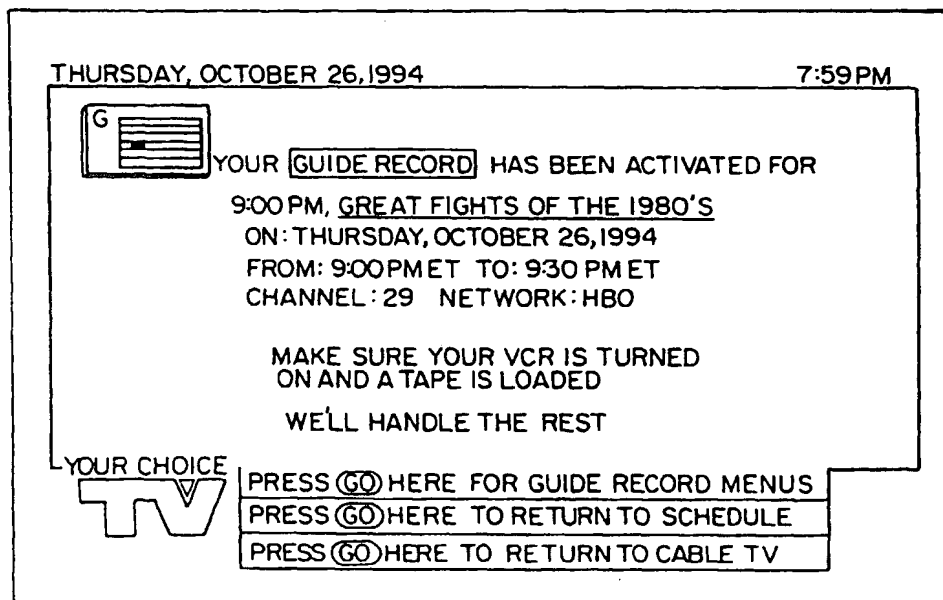 THURSDAY, OCTOBER 26, 1994 7:59 PM
G
YOUR GUIDE RECORD HAS BEEN ACTIVATED FOR
9:00 PM, GREAT FIGHTS OF THE 1980'S
ON: THURSDAY, OCTOBER 26, 1994
FROM: 9:00 PM ET TO: 9:30 PM ET
CHANNEL: 29 NETWORK: HBO
MAKE SURE YOUR VCR IS TURNED
ON AND A TAPE IS LOADED
WE'LL HANDLE THE REST
YOUR CHOICE
TV
PRESS GO HERE FOR GUIDE RECORD MENUS
PRESS GO HERE TO RETURN TO SCHEDULE
PRESS GO HERE TO RETURN TO CABLE TV